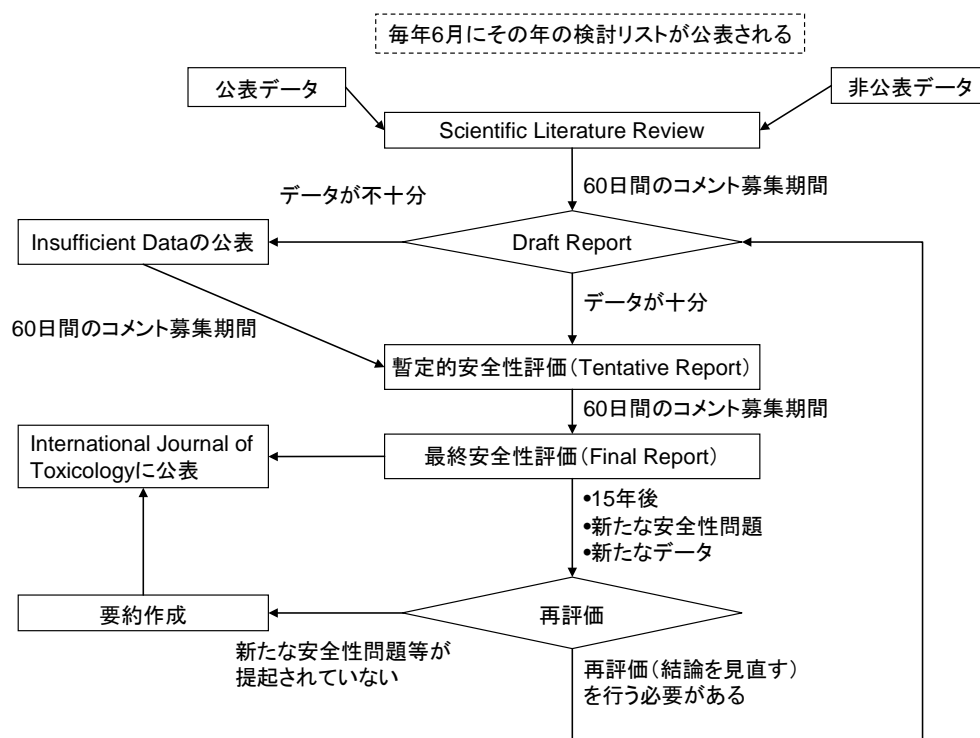 毎年6月にその年の検討リストが公表される
公表データ
非公表データ
Scientific Literature Review
60日間のコメント募集期間
データが不十分
Insufficient Dataの公表
Draft Report
データが十分
60日間のコメント募集期間
暫定的安全性評価(Tentative Report)
60日間のコメント募集期間
International Journal of
Toxicologyに公表
最終安全性評価(Final Report)
•15年後
•新たな安全性問題
•新たなデータ
要約作成
再評価
新たな安全性問題等が
提起されていない
再評価(結論を見直す)
を行う必要がある